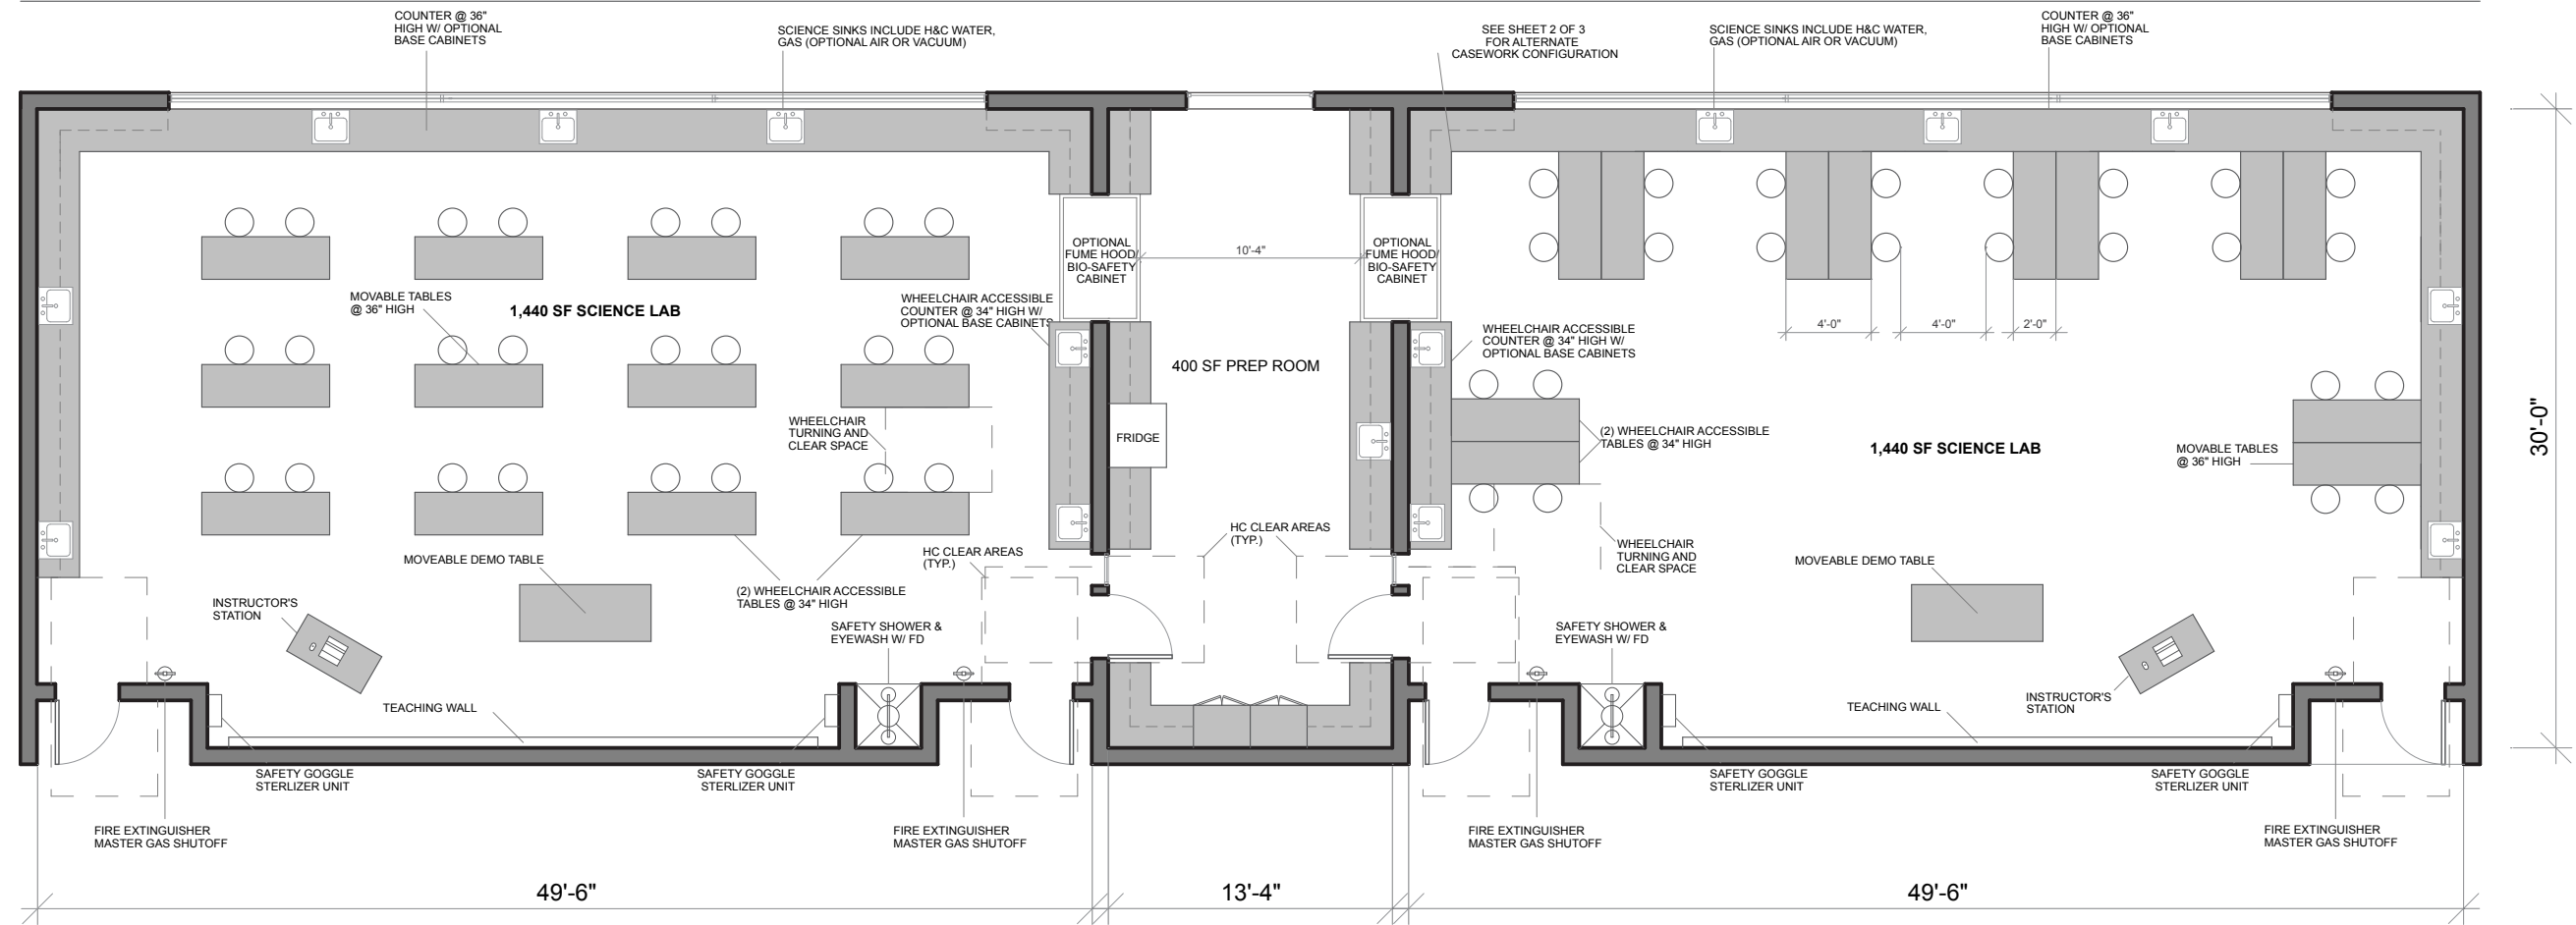 COUNTER @ 36"
HIGH W/ OPTIONAL
BASE CABINETS
SCIENCE SINKS INCLUDE H&C WATER,
GAS (OPTIONAL AIR OR VACUUM)
SEE SHEET 2 OF 3
FOR ALTERNATE
CASEWORK CONFIGURATION
SCIENCE SINKS INCLUDE H&C WATER,
GAS (OPTIONAL AIR OR VACUUM)
COUNTER @ 36"
HIGH W/ OPTIONAL
BASE CABINETS
OPTIONAL
FUME HOOD/
BIO-SAFETY
CABINET
10'-4"
OPTIONAL
FUME HOOD/
BIO-SAFETY
CABINET
MOVABLE TABLES
@ 36" HIGH
1,440 SF SCIENCE LAB
WHEELCHAIR ACCESSIBLE
COUNTER @ 34" HIGH W/
OPTIONAL BASE CABINETS
4'-0"
4'-0"
2'-0"
WHEELCHAIR ACCESSIBLE
COUNTER @ 34" HIGH W/
OPTIONAL BASE CABINETS
400 SF PREP ROOM
WHEELCHAIR
TURNING AND
CLEAR SPACE
FRIDGE
(2) WHEELCHAIR ACCESSIBLE
TABLES @ 34" HIGH
1,440 SF SCIENCE LAB
MOVABLE TABLES
@ 36" HIGH
30'-0"
HC CLEAR AREAS
(TYP.)
MOVEABLE DEMO TABLE
HC CLEAR AREAS
(TYP.)
WHEELCHAIR
TURNING AND
CLEAR SPACE
MOVEABLE DEMO TABLE
INSTRUCTOR'S
STATION
(2) WHEELCHAIR ACCESSIBLE
TABLES @ 34" HIGH
SAFETY SHOWER &
EYEWASH W/ FD
SAFETY SHOWER &
EYEWASH W/ FD
TEACHING WALL
TEACHING WALL
INSTRUCTOR'S
STATION
SAFETY GOGGLE
STERLIZER UNIT
SAFETY GOGGLE
STERLIZER UNIT
SAFETY GOGGLE
STERLIZER UNIT
SAFETY GOGGLE
STERLIZER UNIT
FIRE EXTINGUISHER
MASTER GAS SHUTOFF
FIRE EXTINGUISHER
MASTER GAS SHUTOFF
FIRE EXTINGUISHER
MASTER GAS SHUTOFF
FIRE EXTINGUISHER
MASTER GAS SHUTOFF
49'-6"
13'-4"
49'-6"